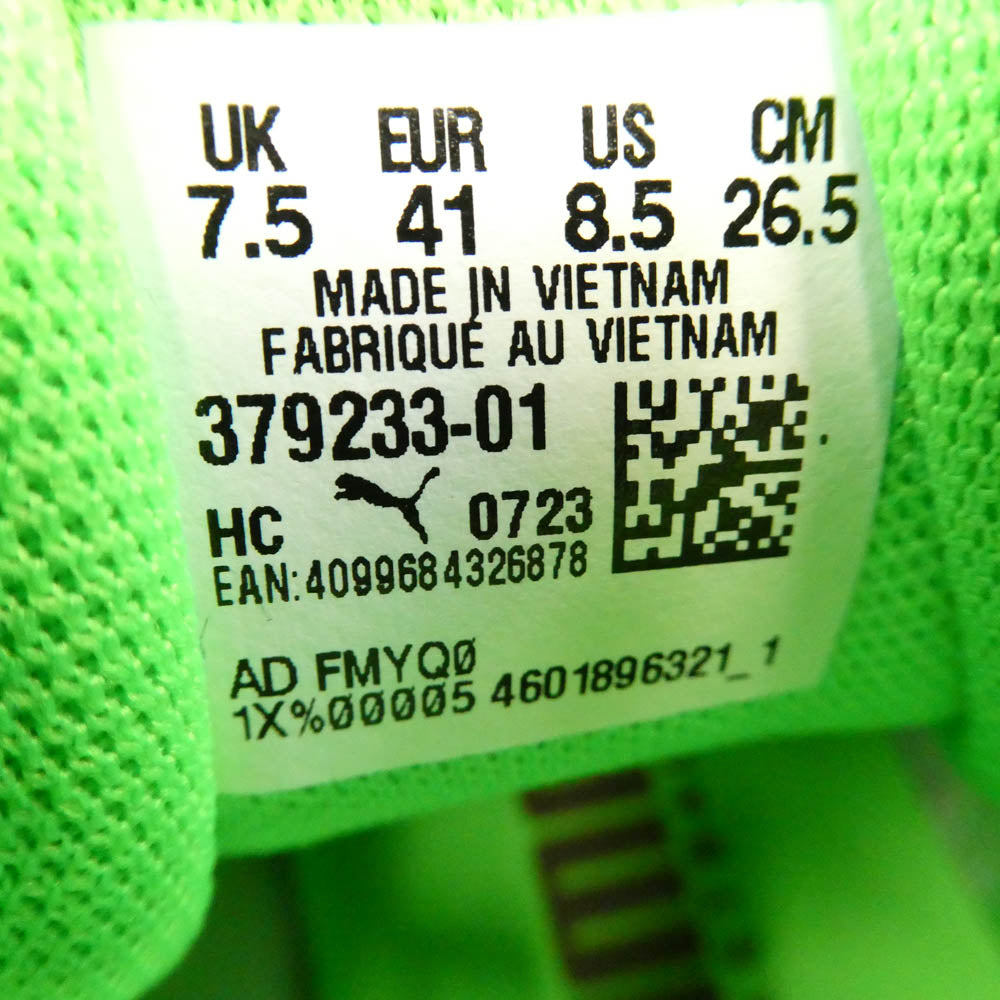 UK EUR US CM
7.5 41 8.5 26.5
MADE IN VIETNAM
FABRIQUÉ AU VIETNAM
379233-01
HC 0723
EAN:4099684326878
AD FMYQ0
1X%00005 4601896321_1